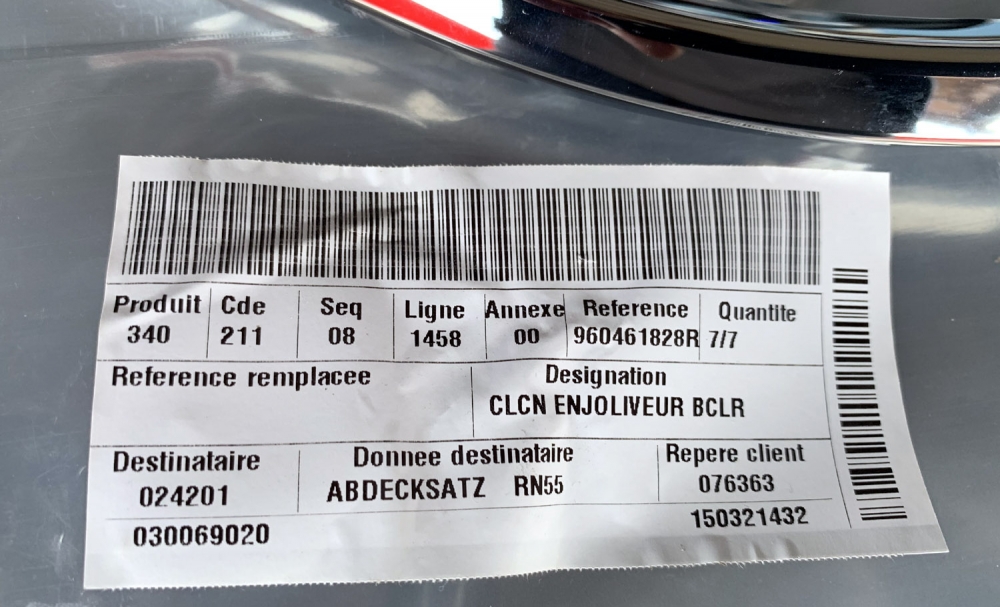 Produit Cde Seq Ligne Annexe Reference Quantite
340 211 08 1458 00 960461828R 7/7
Reference remplacee Designation
CLCN ENJOLIVEUR BCLR
Destinataire Donnee destinataire Repere client
024201 ABDECKSATZ RN55 076363
030069020 150321432